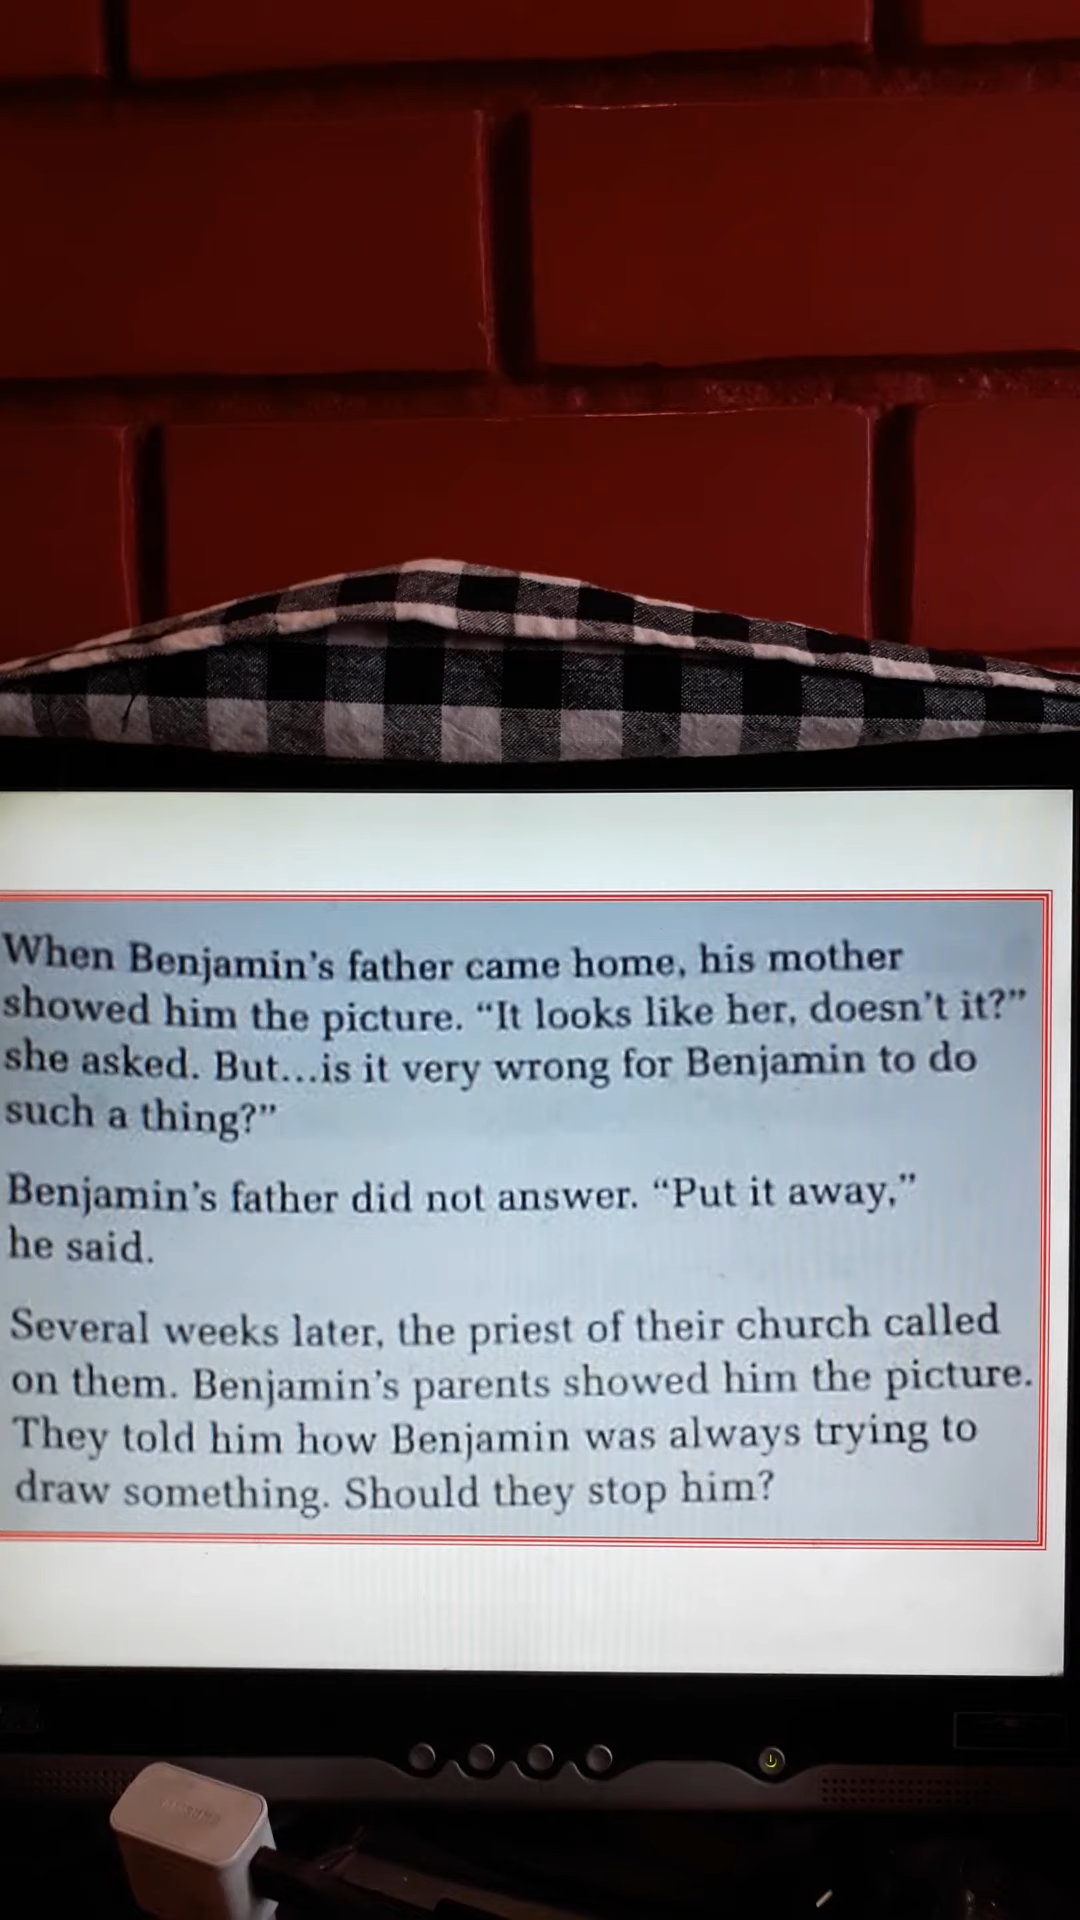 When Benjamin's father came home, his mother
showed him the picture. “It looks like her, doesn't it?”
she asked. But...is it very wrong for Benjamin to do
such a thing?”
Benjamin's father did not answer. “Put it away,”
he said.
Several weeks later, the priest of their church called
on them. Benjamin's parents showed him the picture.
They told him how Benjamin was always trying to
draw something. Should they stop him?